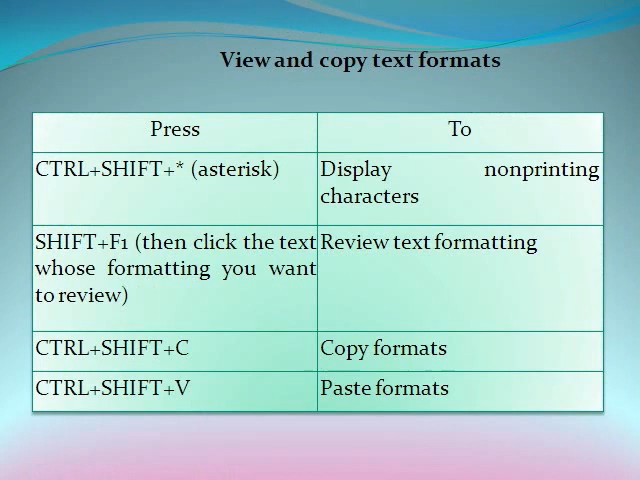 View and copy text formats
Press
To
CTRL+SHIFT+* (asterisk)
Display nonprinting
characters
SHIFT+F1 (then click the text
whose formatting you want
to review)
Review text formatting
CTRL+SHIFT+C
Copy formats
CTRL+SHIFT+V
Paste formats